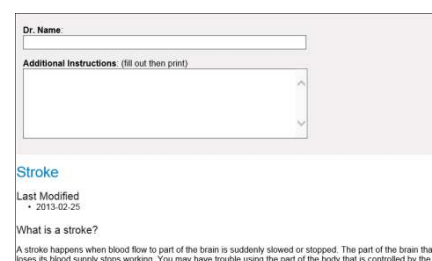 Dr. Name:
Additional Instructions: (fill out then print)
Stroke
Last Modified
• 2013-02-25
What is a stroke?
A stroke happens when blood flow to part of the brain is suddenly slowed or stopped. The part of the brain tha
loses its blood supply stops working. You may have trouble using the part of the body that is controlled by the